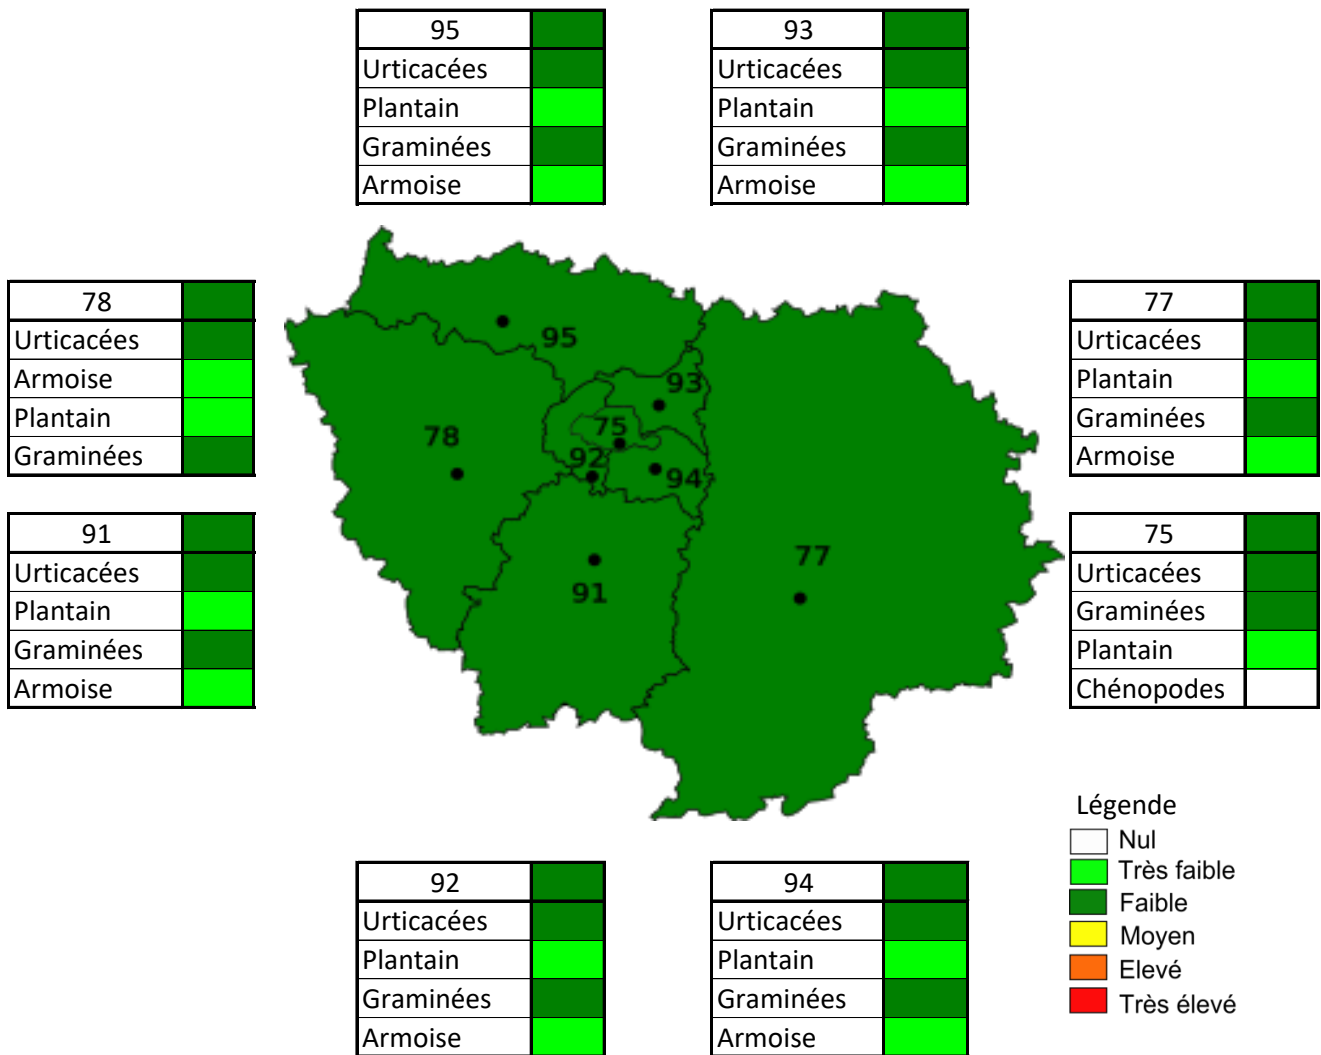 95
Urticacées
Plantain
Graminées
Armoise
93
Urticacées
Plantain
Graminées
Armoise
78
Urticacées
Armoise
Plantain
Graminées
91
Urticacées
Plantain
Graminées
Armoise
95
93
75
78
92
94
77
91
77
Urticacées
Plantain
Graminées
Armoise
75
Urticacées
Graminées
Plantain
Chénopodes
92
Urticacées
Plantain
Graminées
Armoise
94
Urticacées
Plantain
Graminées
Armoise
Légende
Nul
Très faible
Faible
Moyen
Elevé
Très élevé